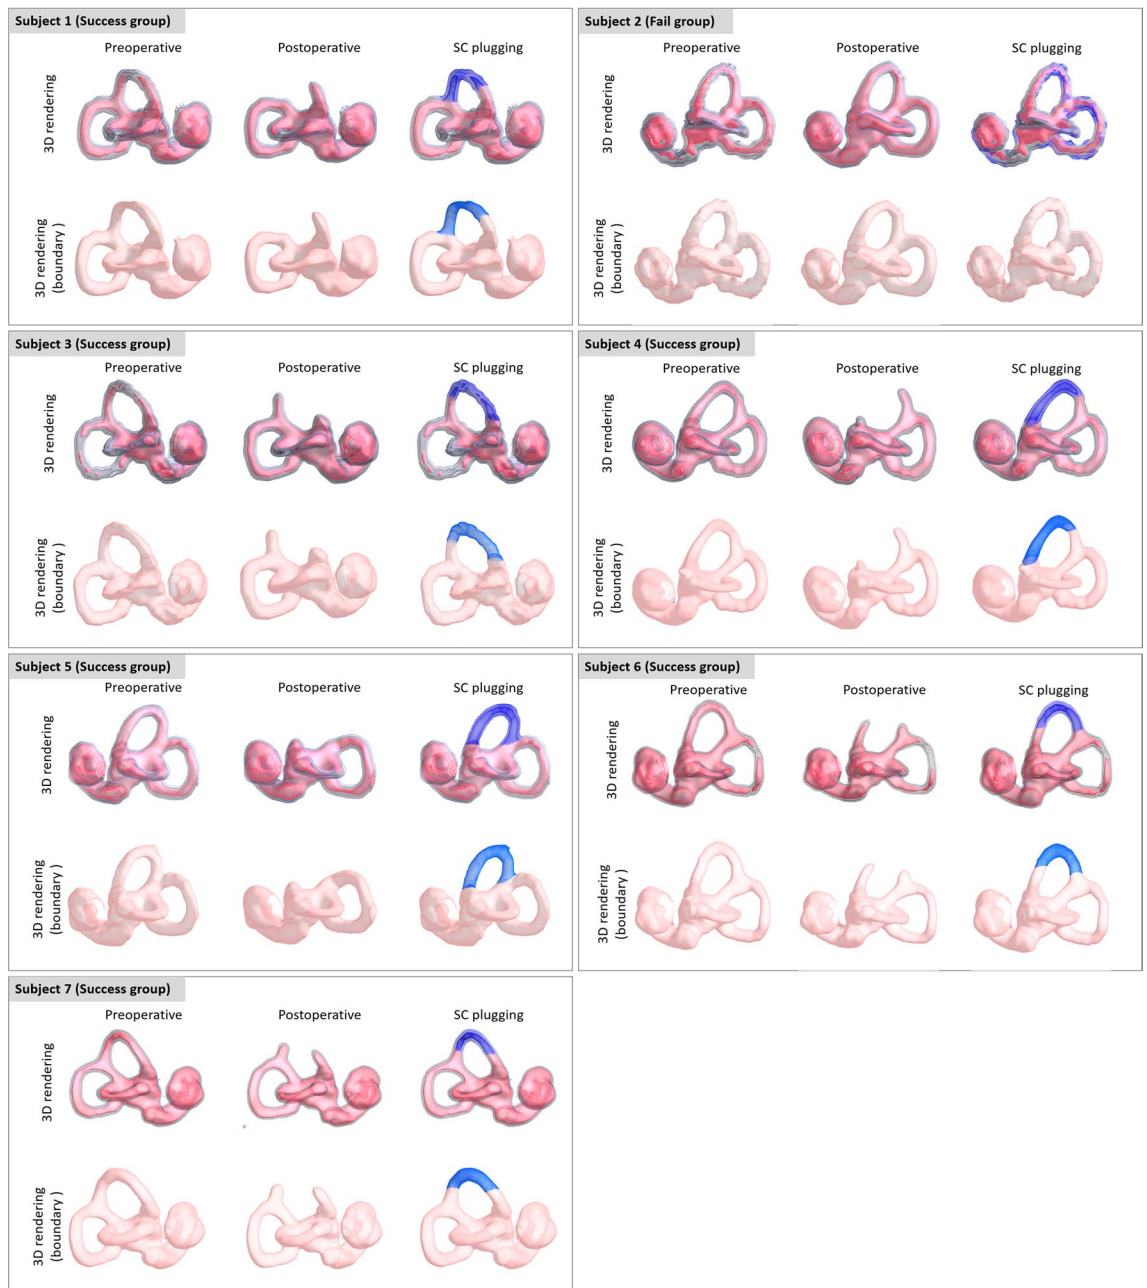 Subject 1 (Success group)
Preoperative
Postoperative
SC plugging
3D rendering
3D rendering
(boundary )
Subject 2 (Fail group)
Preoperative
Postoperative
SC plugging
3D rendering
3D rendering
(boundary )
Subject 3 (Success group)
Preoperative
Postoperative
SC plugging
3D rendering
3D rendering
(boundary )
Subject 4 (Success group)
Preoperative
Postoperative
SC plugging
3D rendering
3D rendering
(boundary )
Subject 5 (Success group)
Preoperative
Postoperative
SC plugging
3D rendering
3D rendering
(boundary )
Subject 6 (Success group)
Preoperative
Postoperative
SC plugging
3D rendering
3D rendering
(boundary )
Subject 7 (Success group)
Preoperative
Postoperative
SC plugging
3D rendering
3D rendering
(boundary )